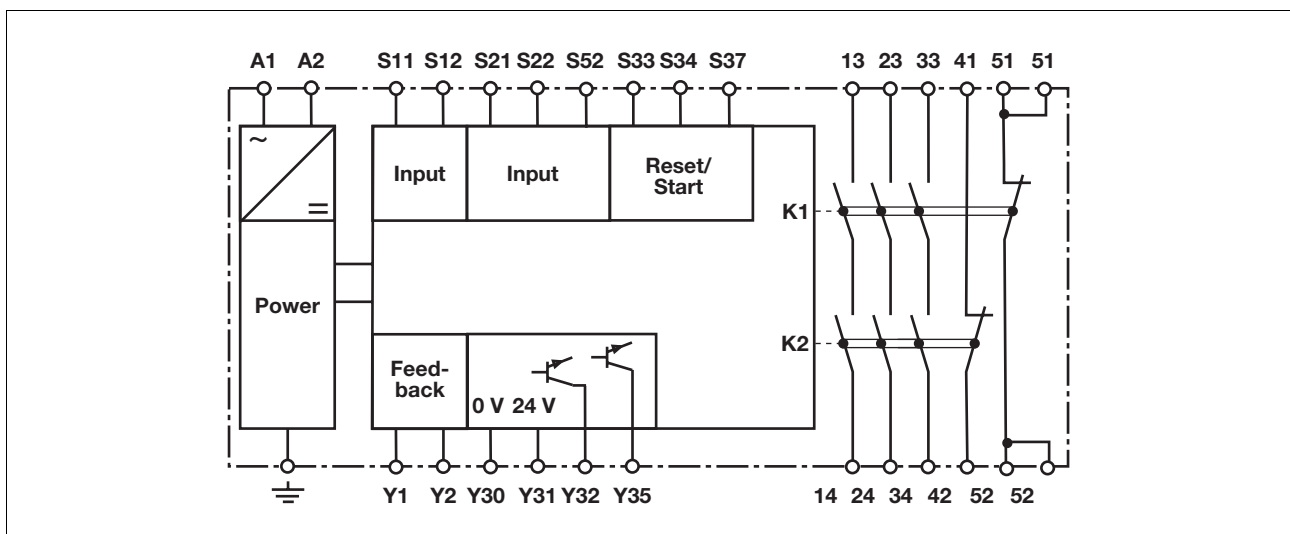 A1 A2 S11 S12 S21 S22 S52 S33 S34 S37 13 23 33 41 51 51
~
=
Input
Input
Reset/
Start
K1
Power
K2
Feed-
back
0 V 24 V
Y1 Y2 Y30 Y31 Y32 Y35 14 24 34 42 52 52